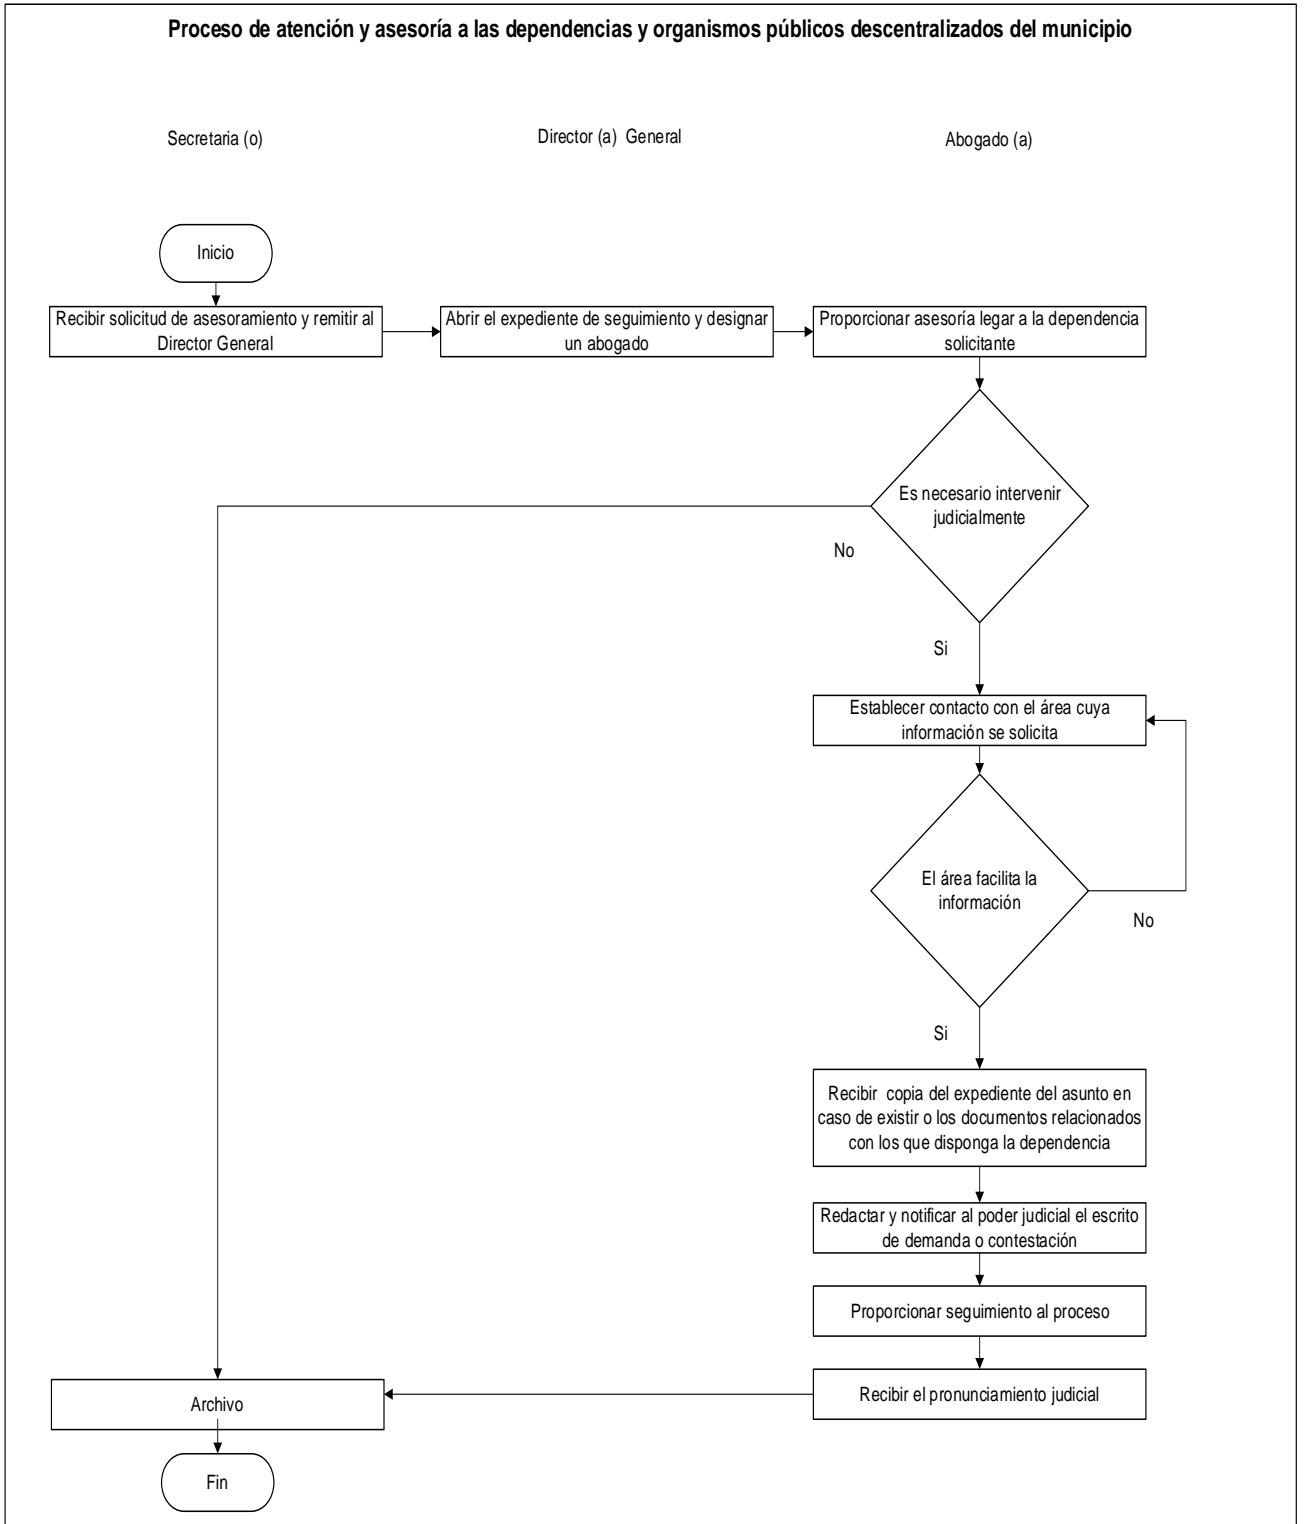 Proceso de atención y asesoría a las dependencias y organismos públicos descentralizados del municipio
Secretaria (o)
Director (a) General
Abogado (a)
Inicio
Recibir solicitud de asesoramiento y remitir al
Director General
Abrir el expediente de seguimiento y designar
un abogado
Proporcionar asesoría legar a la dependencia
solicitante
Es necesario intervenir
judicialmente
No
Si
Establecer contacto con el área cuya
información se solicita
El área facilita la
información
No
Si
Recibir copia del expediente del asunto en
caso de existir o los documentos relacionados
con los que disponga la dependencia
Redactar y notificar al poder judicial el escrito
de demanda o contestación
Proporcionar seguimiento al proceso
Recibir el pronunciamiento judicial
Archivo
Fin